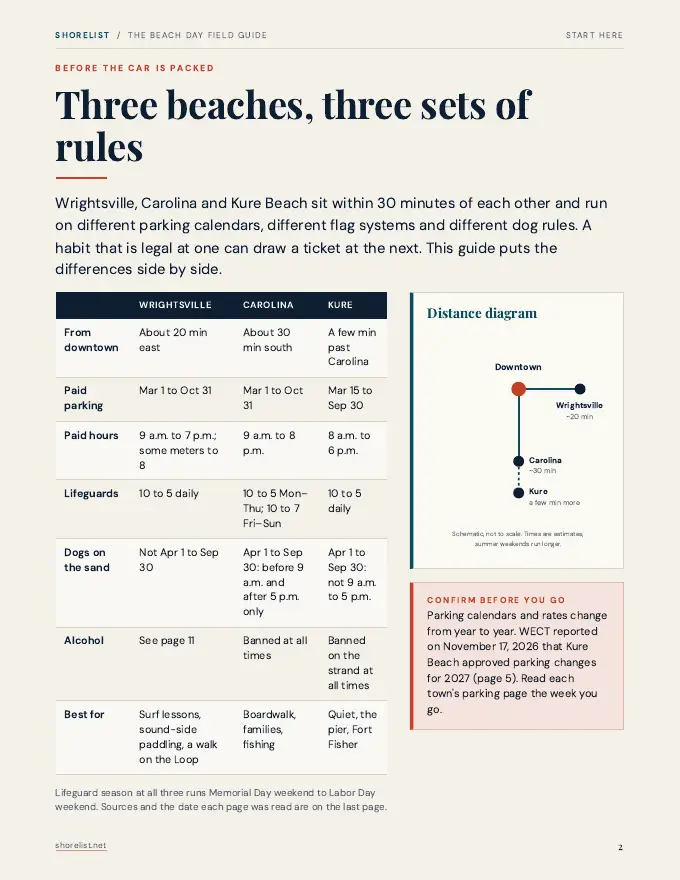 SHORELIST / THE BEACH DAY FIELD GUIDE
START HERE
BEFORE THE CAR IS PACKED
Three beaches, three sets of
rules
Wrightsville, Carolina and Kure Beach sit within 30 minutes of each other and run
on different parking calendars, different flag systems and different dog rules. A
habit that is legal at one can draw a ticket at the next. This guide puts the
differences side by side.
WRIGHTSVILLE CAROLINA KURE
From
downtown
About 20 min
east
About 30
min south
A few min
past
Carolina
Paid
parking
Mar 1 to Oct 31
Mar 1 to Oct
31
Mar 15 to
Sep 30
Paid hours
9 a.m. to 7 p.m.;
some meters to
8
9 a.m. to 8
p.m.
8 a.m. to
6 p.m.
Lifeguards
10 to 5 daily
10 to 5 Mon–
Thu; 10 to 7
Fri–Sun
10 to 5
daily
Dogs on
the sand
Not Apr 1 to Sep
30
Apr 1 to Sep
30: before 9
a.m. and
after 5 p.m.
only
Apr 1 to
Sep 30:
not 9 a.m.
to 5 p.m.
Alcohol
See page 11
Banned at all
times
Banned
on the
strand at
all times
Best for
Surf lessons,
sound-side
paddling, a walk
on the Loop
Boardwalk,
families,
fishing
Quiet, the
pier, Fort
Fisher
Lifeguard season at all three runs Memorial Day weekend to Labor Day
weekend. Sources and the date each page was read are on the last page.
Distance diagram
Downtown
Wrightsville
~20 min
Carolina
~30 min
Kure
a few min more
Schematic, not to scale. Times are estimates;
summer weekends run longer.
CONFIRM BEFORE YOU GO
Parking calendars and rates change
from year to year. WECT reported
on November 17, 2026 that Kure
Beach approved parking changes
for 2027 (page 5). Read each
town's parking page the week you
go.
shorelist.net
2